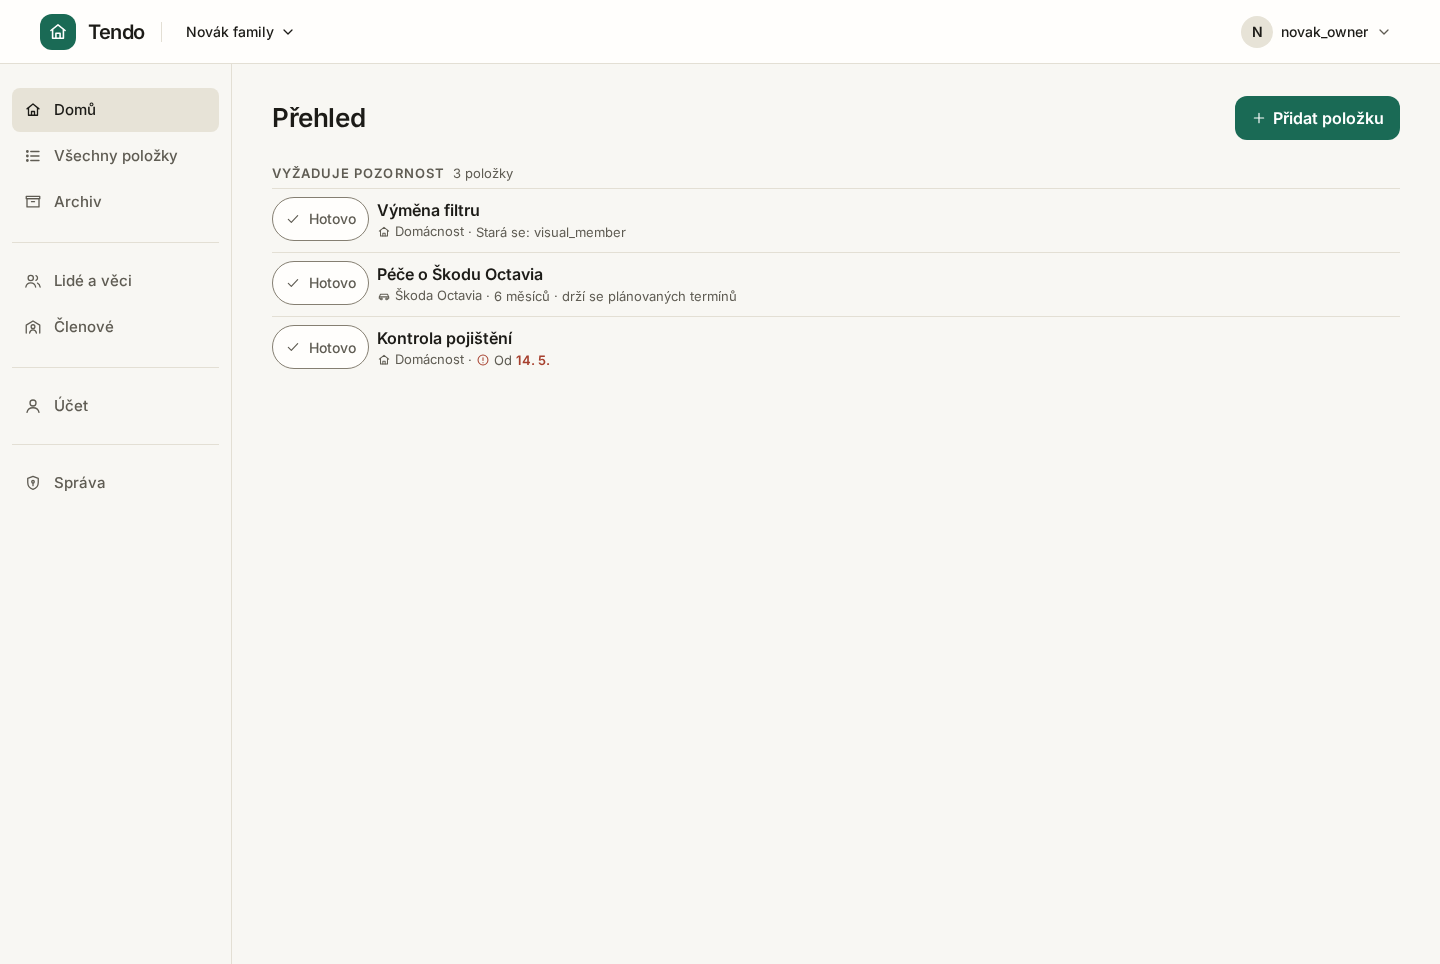 Tendo
Novák family
N
novak_owner
Domů
Všechny položky
Archiv
Lidé a věci
Členové
Účet
Správa
Přehled
Přidat položku
VYŽADUJE POZORNOST 3 položky
Hotovo
Výměna filtru
Domácnost · Stará se: visual_member
Hotovo
Péče o Škodu Octavia
Škoda Octavia · 6 měsíců · drží se plánovaných termínů
Hotovo
Kontrola pojištění
Domácnost · Od 14. 5.